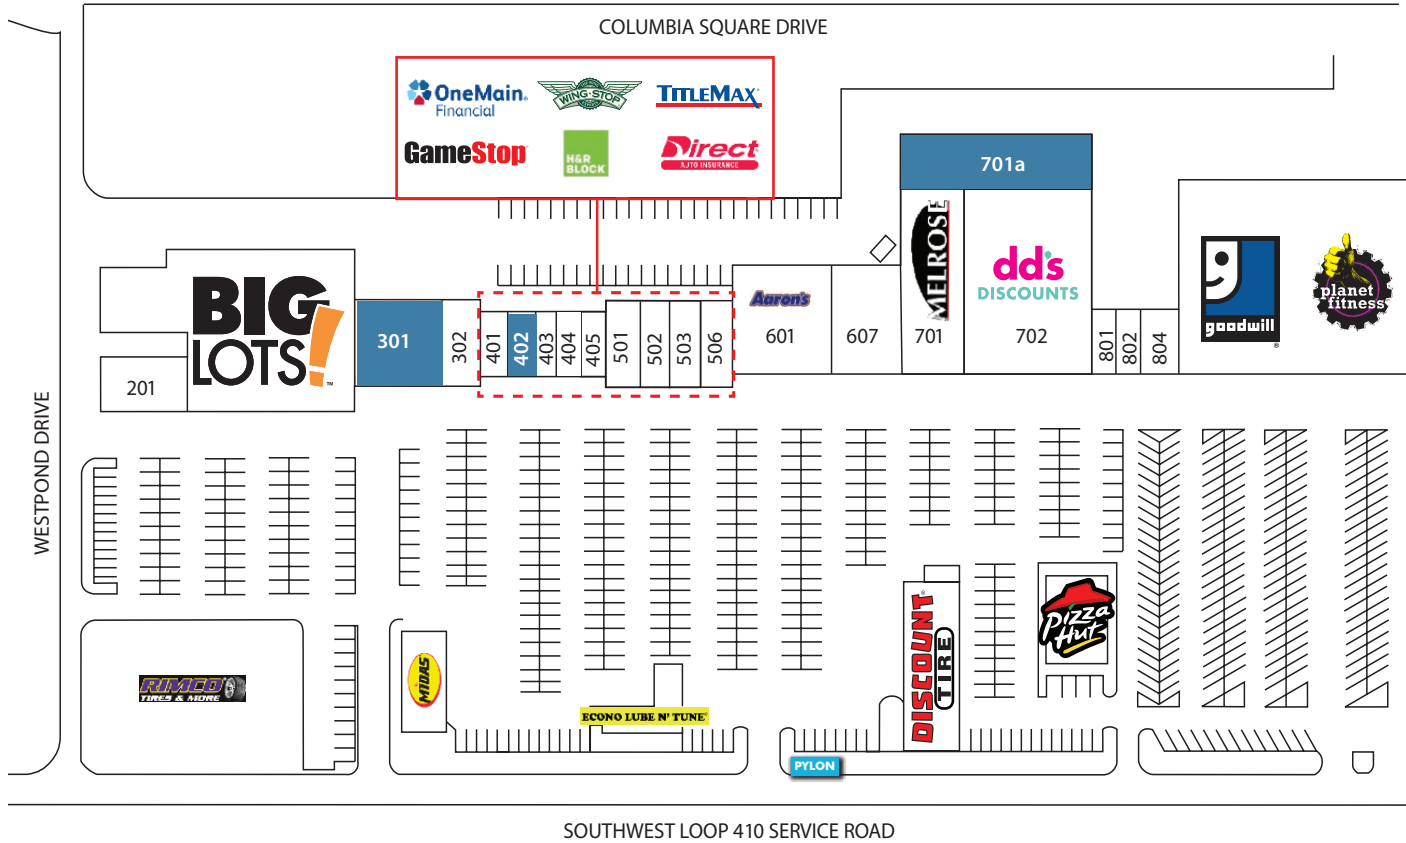 COLUMBIA SQUARE DRIVE
OneMain.
Financial
WING·STOP
TITLEMAX
GameStop
H&R
BLOCK
Direct
AUTO INSURANCE
701a
MELROSE
dd's
DISCOUNTS
goodwill
planet
fitness
BIG
LOTS!
TM
201
301
302
401
402
403
404
405
501
502
503
506
Aaron's
601
607
701
702
801
802
804
WESTPOND DRIVE
RIMCO
TIRES & MORE
MIDAS
ECONO LUBE N' TUNE
DISCOUNT
TIRE
Pizza
Hut
PYLON
SOUTHWEST LOOP 410 SERVICE ROAD